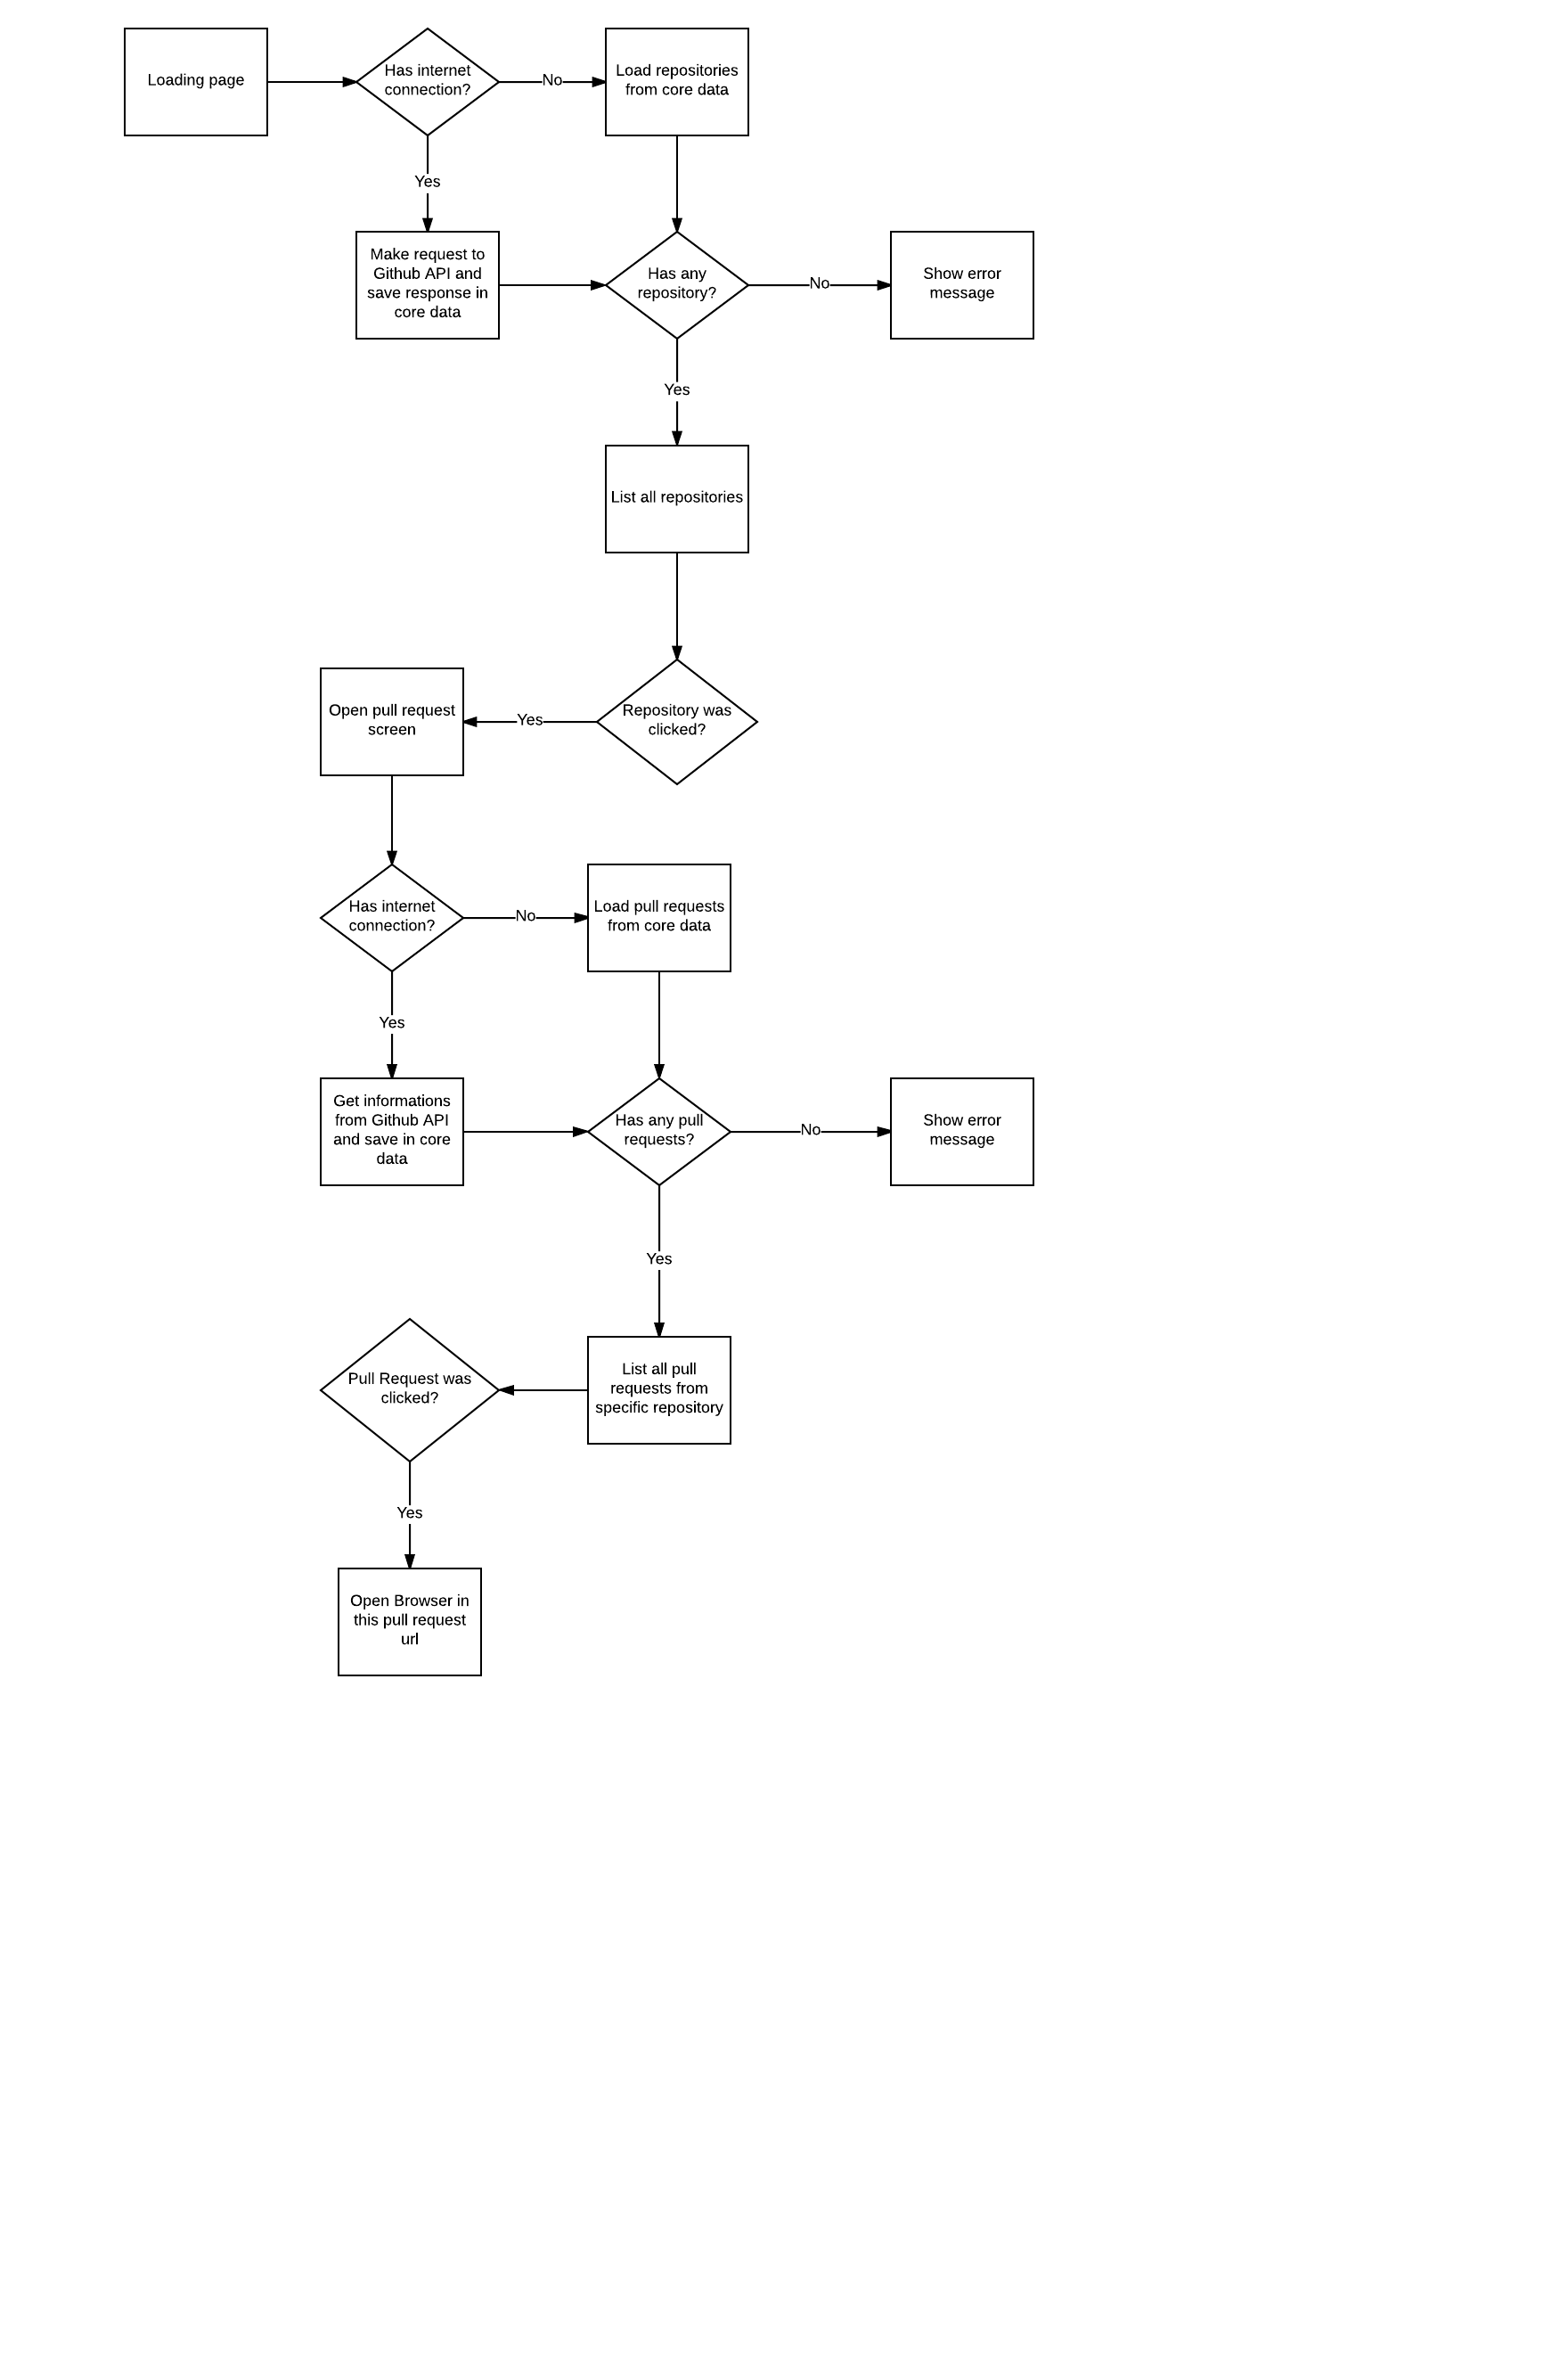 Loading page
Has internet
connection?
No
Load repositories
from core data
Yes
Make request to
Github API and
save response in
core data
Has any
repository?
No
Show error
message
Yes
List all repositories
Repository was
clicked?
Yes
Open pull request
screen
Has internet
connection?
No
Load pull requests
from core data
Yes
Get informations
from Github API
and save in core
data
Has any pull
requests?
No
Show error
message
Yes
List all pull
requests from
specific repository
Pull Request was
clicked?
Yes
Open Browser in
this pull request
url